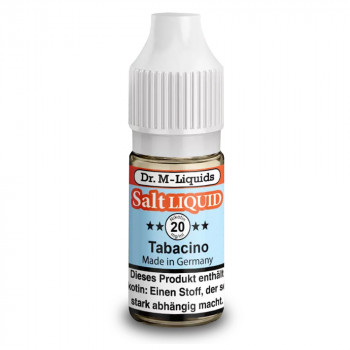 Dr. M-Liquids
Salt LIQUID
20
Tabacino
Made in Germany
Dieses Produkt enthält
kotin: Einen Stoff, der se
stark abhängig macht.